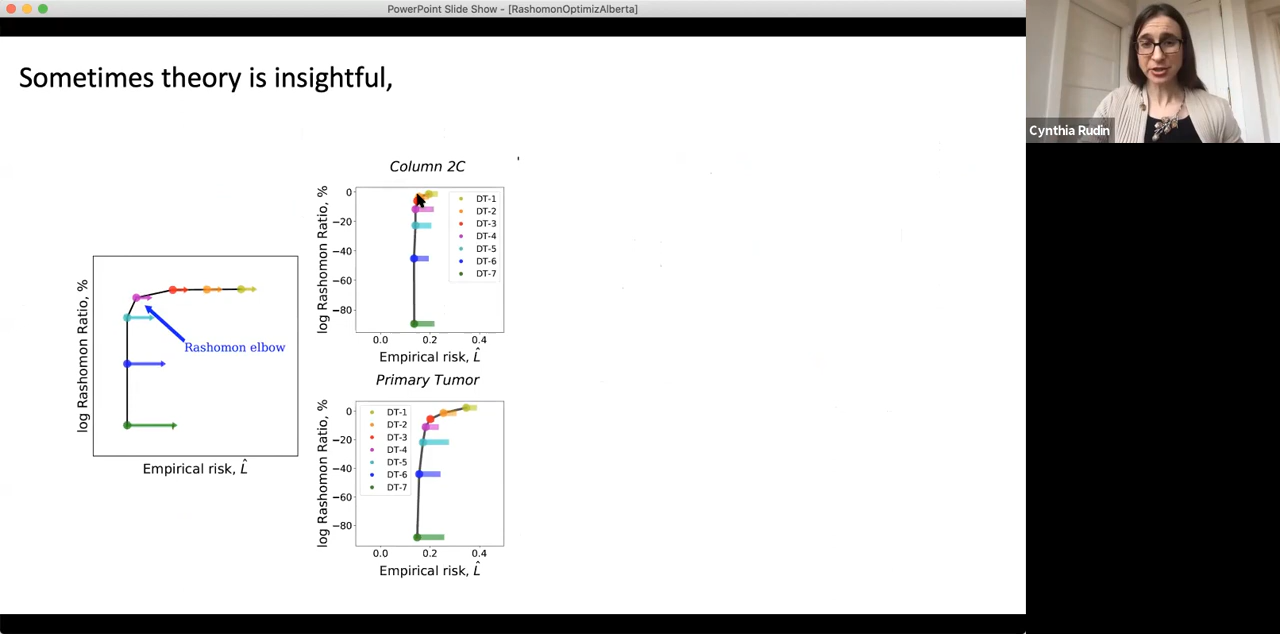 PowerPoint Slide Show - [RashomonOptimizAlberta]
Cynthia Rudin
Sometimes theory is insightful,
log Rashomon Ratio, %
Rashomon elbow
Empirical risk, L̂
Column 2C
log Rashomon Ratio, %
0
−20
−40
−60
−80
DT-1
DT-2
DT-3
DT-4
DT-5
DT-6
DT-7
0.0 0.2 0.4
Empirical risk, L̂
Primary Tumor
log Rashomon Ratio, %
0
−20
−40
−60
−80
DT-1
DT-2
DT-3
DT-4
DT-5
DT-6
DT-7
0.0 0.2 0.4
Empirical risk, L̂